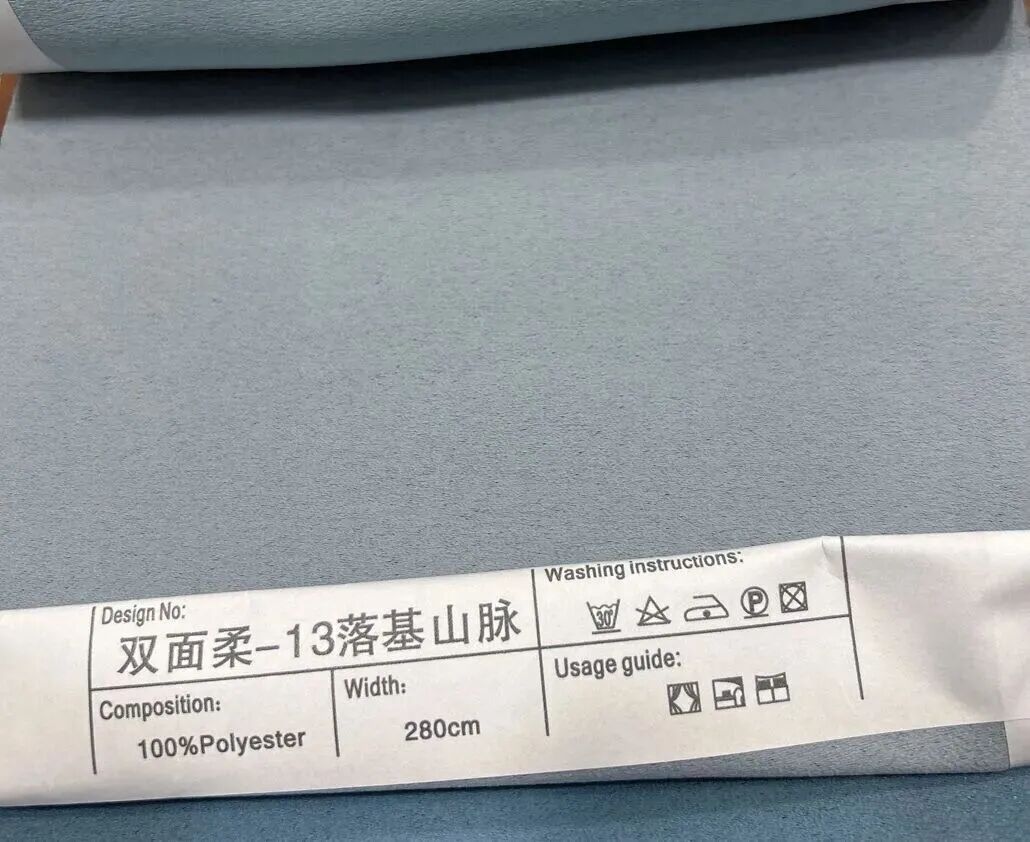 Design No:
双面柔-13落基山脉
Composition:
100%Polyester
Width:
280cm
Washing instructions:
30°
P
Usage guide: